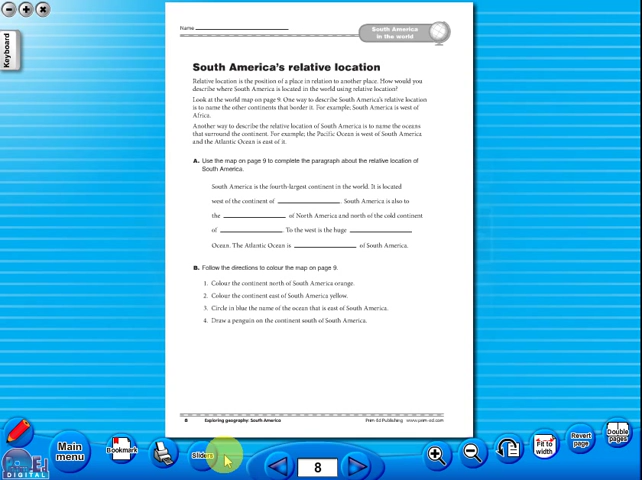 Keyboard
Name
South America
in the world
South America's relative location
Relative location is the position of a place in relation to another place. How would you
describe where South America is located in the world using relative location?
Look at the world map on page 9. One way to describe South America's relative location
is to name the other continents that border it. For example; South America is west of
Africa.
Another way to describe the relative location of South America is to name the oceans
that surround the continent. For example; the Pacific Ocean is west of South America
and the Atlantic Ocean is east of it.
A. Use the map on page 9 to complete the paragraph about the relative location of
South America.
South America is the fourth-largest continent in the world. It is located
west of the continent of . South America is also to
the of North America and north of the cold continent
of . To the west is the huge
Ocean. The Atlantic Ocean is of South America.
B. Follow the directions to colour the map on page 9.
1. Colour the continent north of South America orange.
2. Colour the continent east of South America yellow.
3. Circle in blue the name of the ocean that is east of South America.
4. Draw a penguin on the continent south of South America.
8 Exploring geography: South America Prim-Ed Publishing www.prim-ed.com
Prim Ed
DIGITAL
Main
menu
Bookmark
Sliders
8
Fit to
width
Revert
page
Double
pages